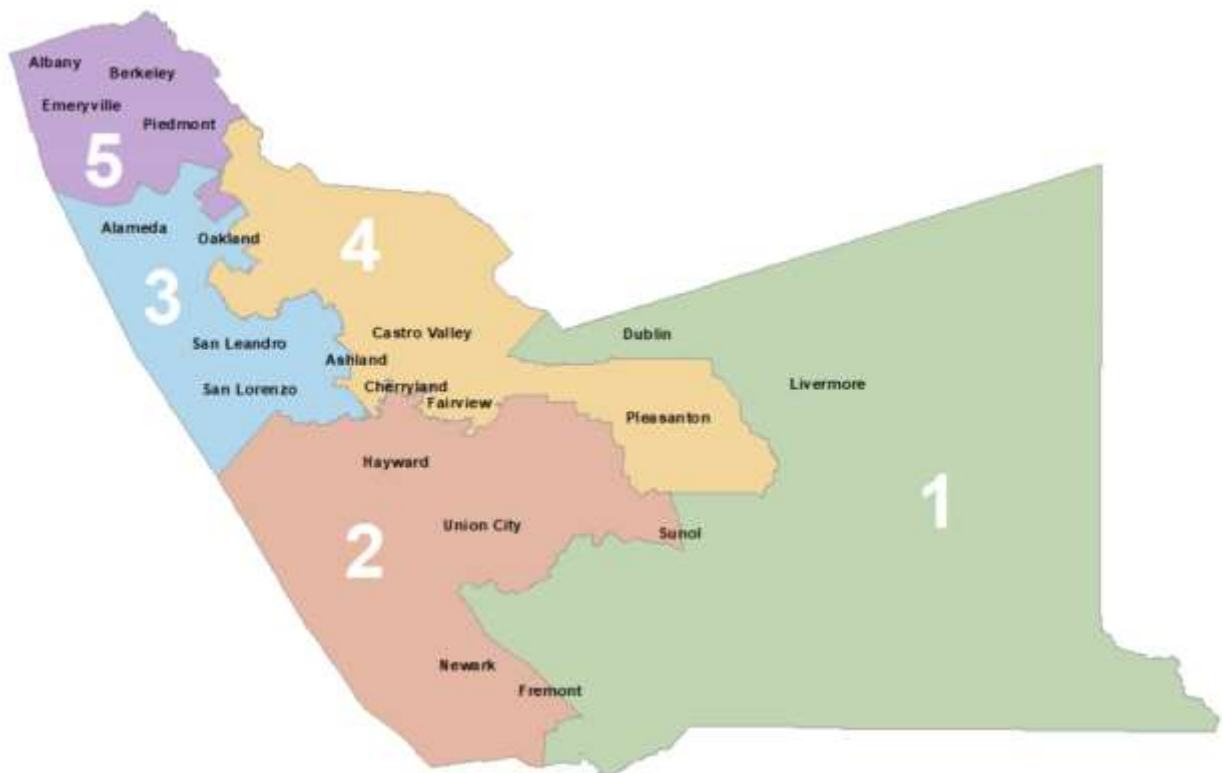 Albany
Berkeley
Emeryville
Piedmont
5
Alameda
Oakland
4
3
San Leandro
Castro Valley
Dublin
Ashland
San Lorenzo
Cherryland
Fairview
Livermore
Pleasanton
Hayward
1
Union City
Sunol
2
Newark
Fremont